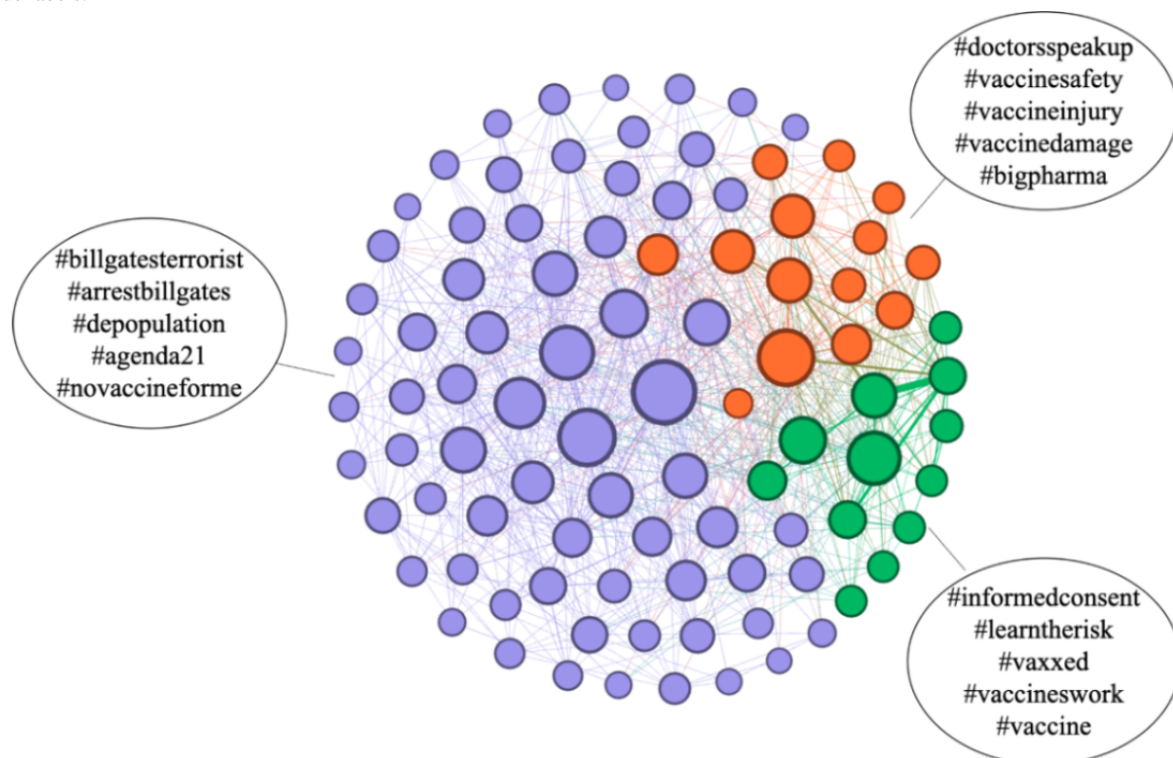 #doctorsspeakup
#vaccinesafety
#vaccineinjury
#vaccinedamage
#bigpharma
#billgatesterrorist
#arrestbillgates
#depopulation
#agenda21
#novaccineforme
#informedconsent
#learntherisk
#vaxxed
#vaccineswork
#vaccine